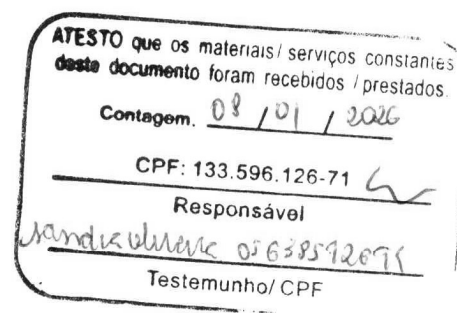 ATESTO que os materiais/ serviços constantes
deste documento foram recebidos / prestados.
Contagem, 08 / 01 / 2026
CPF: 133.596.126-71
Responsável
Testemunho/ CPF